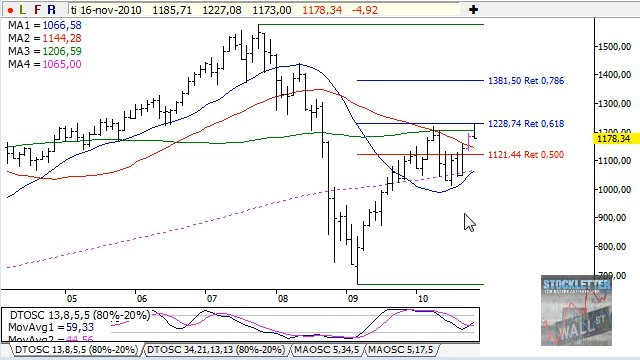 L F R ti 16-nov-2010 1185,71 1227,08 1173,00 1178,34 -4,92
MA1 = 1066,58
MA2 = 1144,28
MA3 = 1206,59
MA4 = 1065,00
1500,00
1400,00
1381,50 Ret 0,786
1300,00
1228,74 Ret 0,618
1200,00
1178,34
1121,44 Ret 0,500
1100,00
1000,00
900,00
800,00
700,00
05 06 07 08 09 10
STOCKLETTER
WALL ST
DTOSC 13,8,5,5 (80%-20%)
MovAvg1 = 59,33
MovAvg2 = 44,56
DTOSC 13,8,5,5 (80%-20%) DTOSC 34,21,13,13 (80%-20%) MAOSC 5,34,5 MAOSC 5,17,5